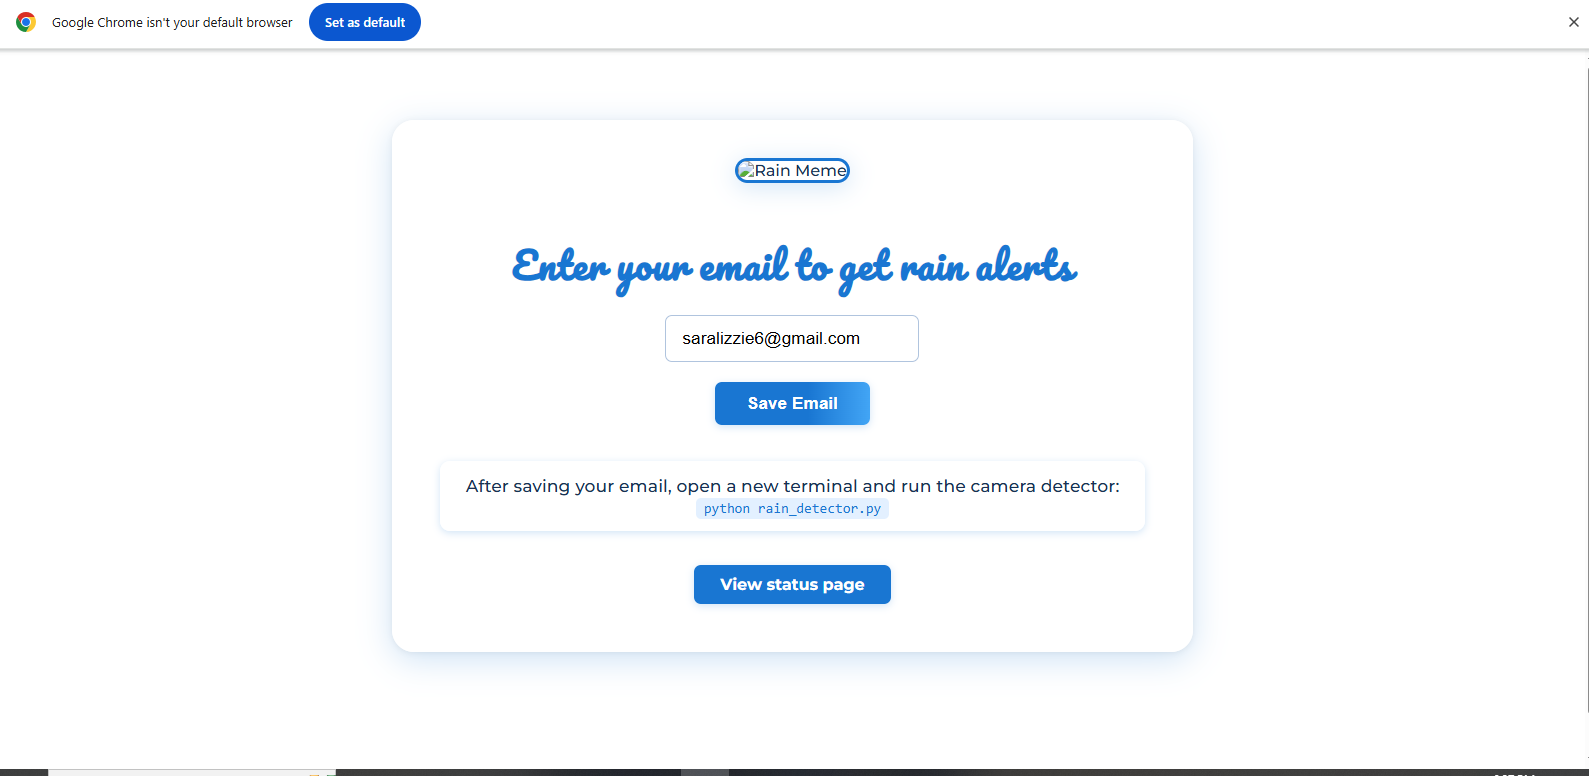 Google Chrome isn't your default browser
Set as default
Rain Meme
Enter your email to get rain alerts
saralizzie6@gmail.com
Save Email
After saving your email, open a new terminal and run the camera detector:
python rain_detector.py
View status page